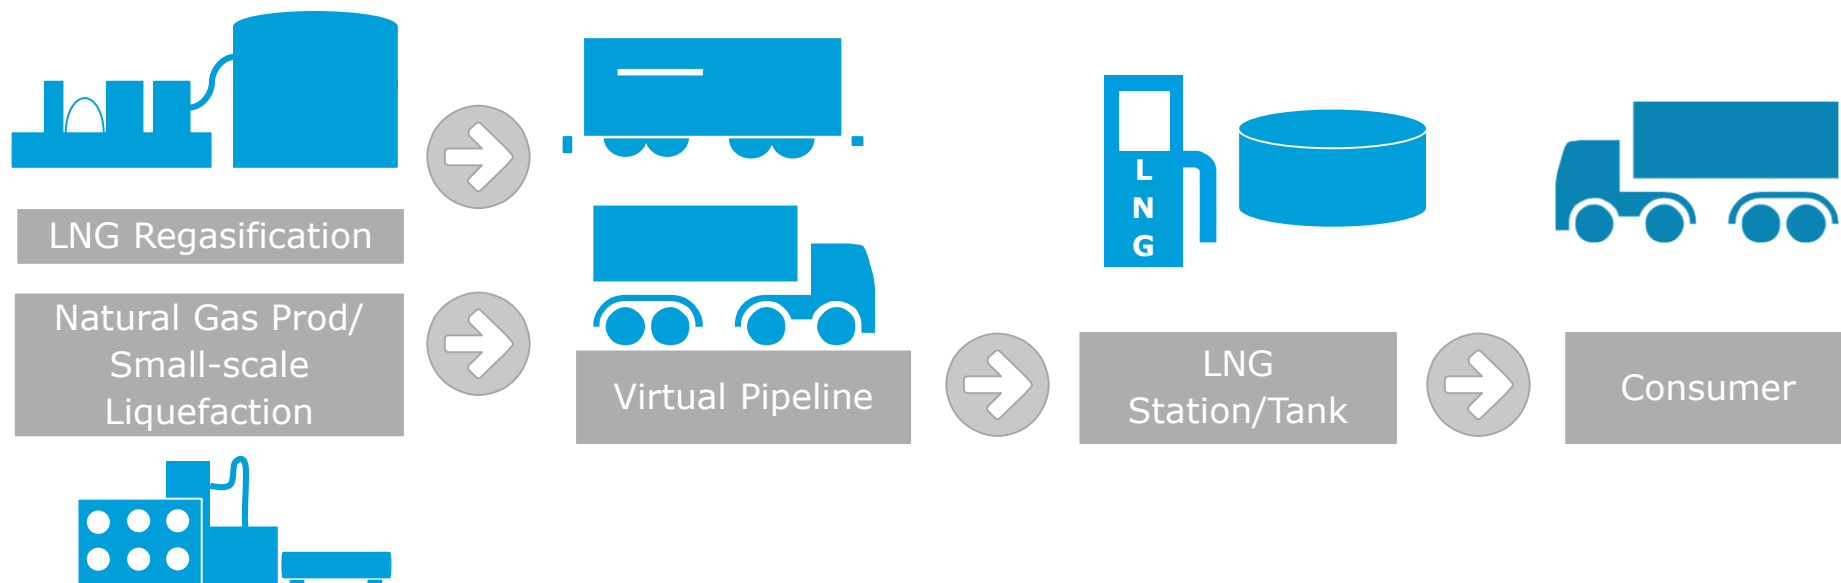 LNG Regasification
Natural Gas Prod/
Small-scale
Liquefaction
Virtual Pipeline
L
N
G
LNG
Station/Tank
Consumer